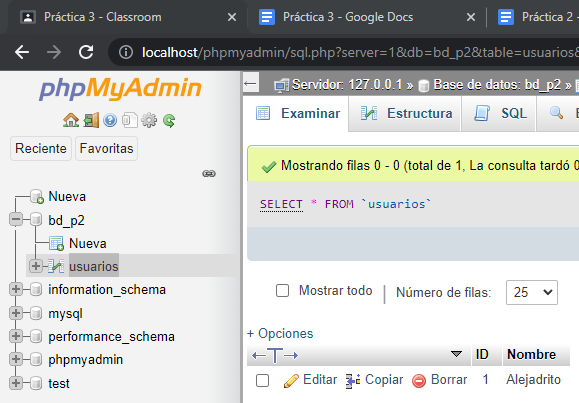 Práctica 3 - Classroom
Práctica 3 - Google Docs
Práctica 2 -
localhost/phpmyadmin/sql.php?server=1&db=bd_p2&table=usuarios&
phpMyAdmin
Reciente
Favoritas
Nueva
bd_p2
Nueva
usuarios
information_schema
mysql
performance_schema
phpmyadmin
test
Servidor: 127.0.0.1 » Base de datos: bd_p2 »
Examinar
Estructura
SQL
Mostrando filas 0 - 0 (total de 1, La consulta tardó 0
SELECT * FROM `usuarios`
Mostrar todo
Número de filas:
25
+ Opciones
ID
Nombre
Editar
Copiar
Borrar
1
Alejadrito